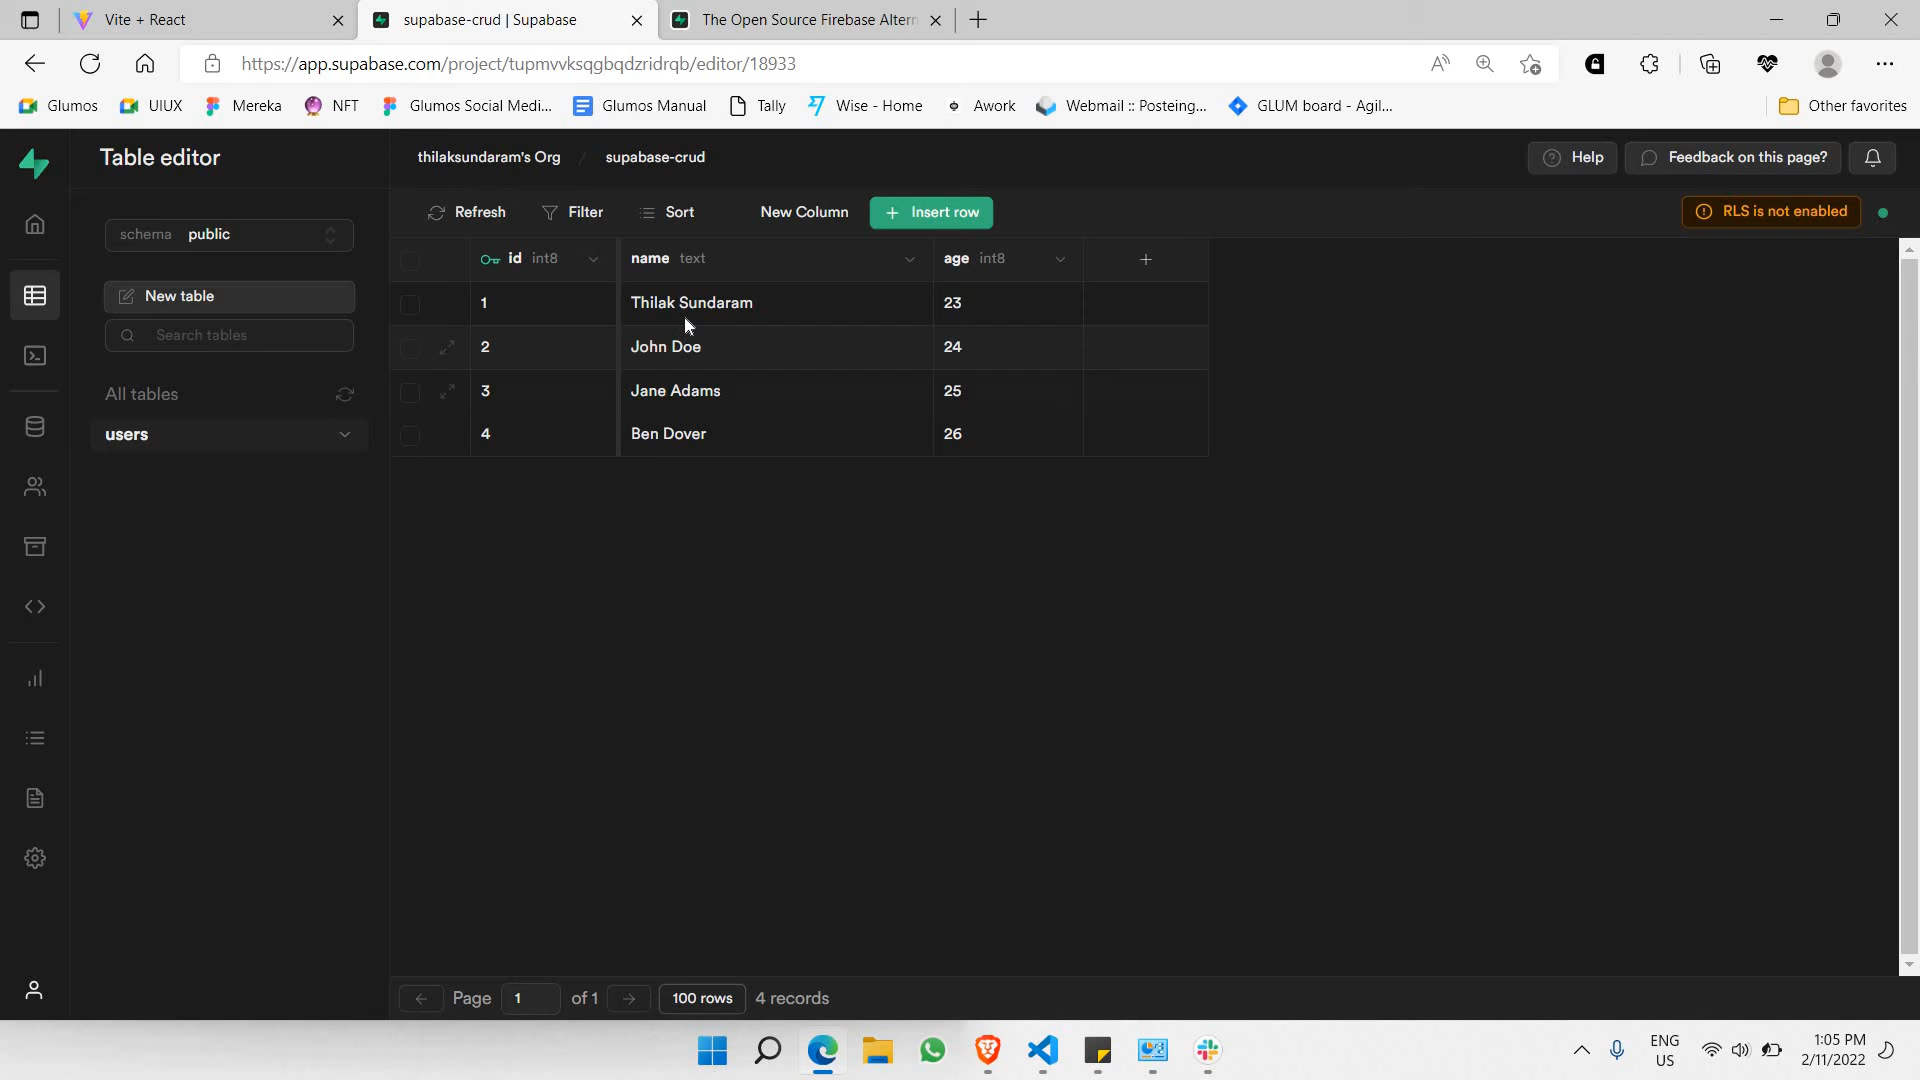 Vite + React
supabase-crud | Supabase
The Open Source Firebase Altern
https://app.supabase.com/project/tupmvvksqgbqdzridrqb/editor/18933
Glumos
UIUX
Mereka
NFT
Glumos Social Medi...
Glumos Manual
Tally
Wise - Home
Awork
Webmail :: Posteing...
GLUM board - Agil...
Other favorites
Table editor
thilaksundaram's Org / supabase-crud
Help
Feedback on this page?
Refresh
Filter
Sort
New Column
+ Insert row
RLS is not enabled
schema public
New table
Search tables
All tables
users
id int8 name text age int8 +
1 Thilak Sundaram 23
2 John Doe 24
3 Jane Adams 25
4 Ben Dover 26
Page 1 of 1 100 rows 4 records
ENG
US
1:05 PM
2/11/2022